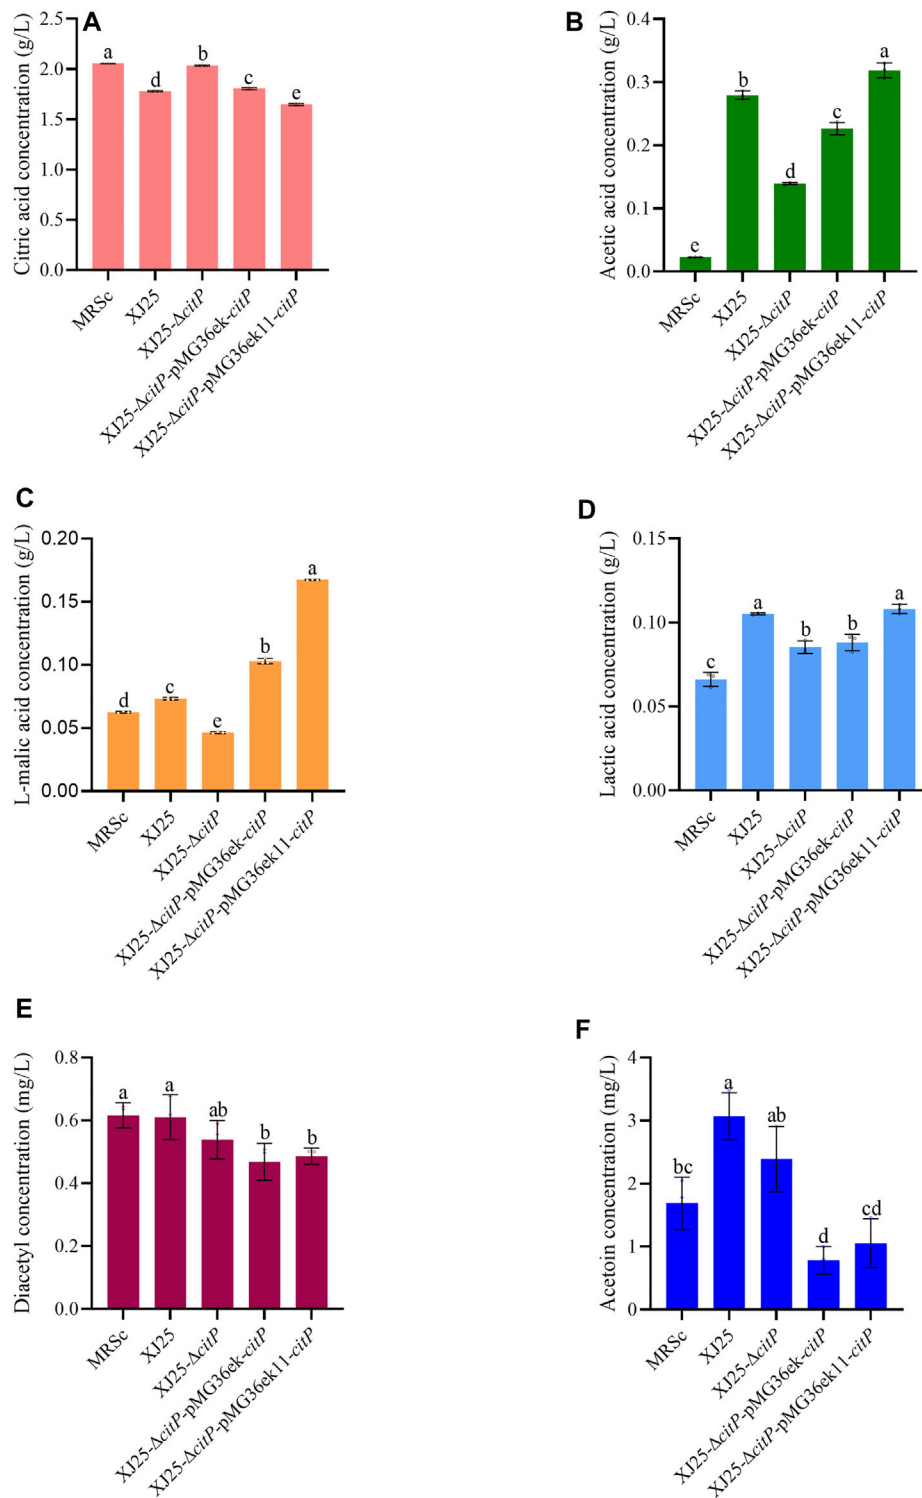 A
Citric acid concentration (g/L)
2.5
2.0
1.5
1.0
0.5
0.0
a
d
b
c
e
MRSc
XJ25
XJ25-ΔcitP
XJ25-ΔcitP-pMG36ek-citP
XJ25-ΔcitP-pMG36ek11-citP
B
Acetic acid concentration (g/L)
0.4
0.3
0.2
0.1
0.0
e
b
d
c
a
MRSc
XJ25
XJ25-ΔcitP
XJ25-ΔcitP-pMG36ek-citP
XJ25-ΔcitP-pMG36ek11-citP
C
L-malic acid concentration (g/L)
0.20
0.15
0.10
0.05
0.00
d
c
e
b
a
MRSc
XJ25
XJ25-ΔcitP
XJ25-ΔcitP-pMG36ek-citP
XJ25-ΔcitP-pMG36ek11-citP
D
Lactic acid concentration (g/L)
0.15
0.10
0.05
0.00
c
a
b
b
a
MRSc
XJ25
XJ25-ΔcitP
XJ25-ΔcitP-pMG36ek-citP
XJ25-ΔcitP-pMG36ek11-citP
E
Diacetyl concentration (mg/L)
0.8
0.6
0.4
0.2
0.0
a
a
ab
b
b
MRSc
XJ25
XJ25-ΔcitP
XJ25-ΔcitP-pMG36ek-citP
XJ25-ΔcitP-pMG36ek11-citP
F
Acetoin concentration (mg/L)
4
3
2
1
0
bc
a
ab
d
cd
MRSc
XJ25
XJ25-ΔcitP
XJ25-ΔcitP-pMG36ek-citP
XJ25-ΔcitP-pMG36ek11-citP